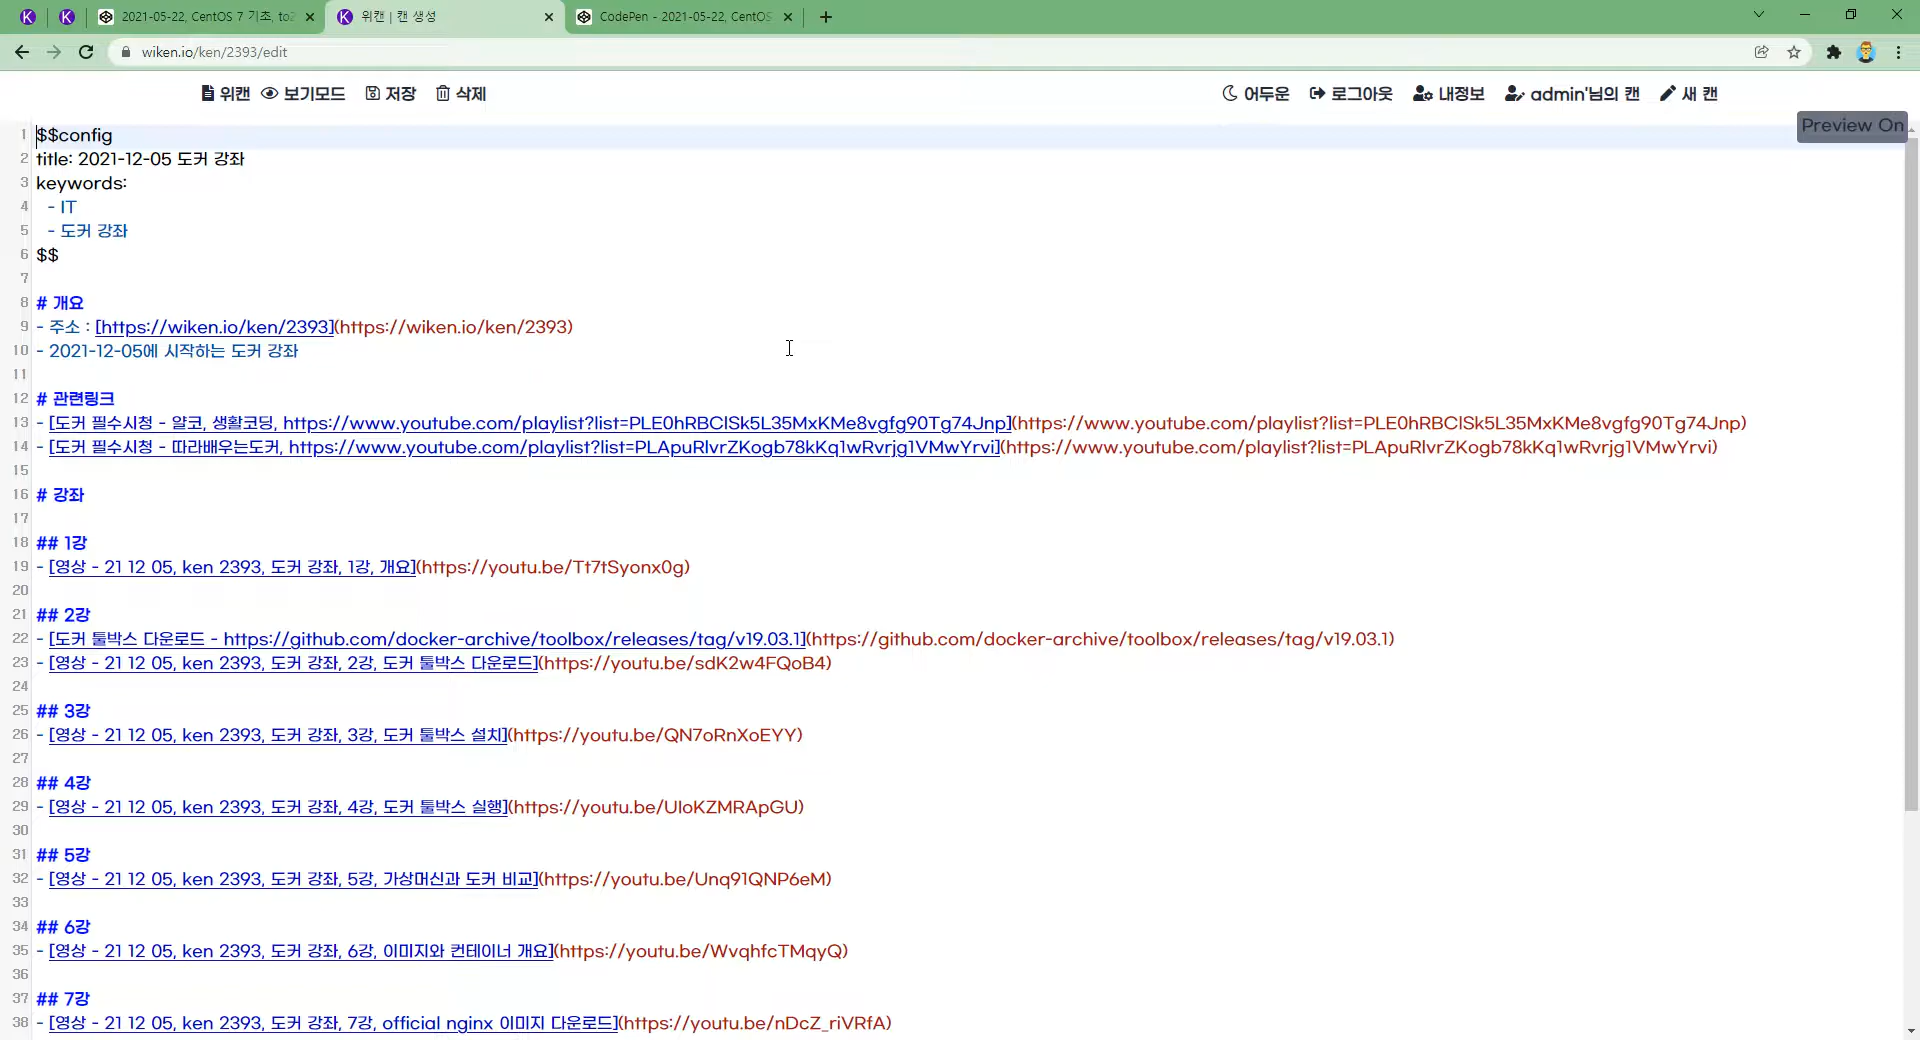 2021-05-22, CentOS 7 기초, to2
위캔 | 캔 생성
CodePen - 2021-05-22, CentOS
wiken.io/ken/2393/edit
위캔 보기모드 저장 삭제
어두운 로그아웃 내정보 admin'님의 캔 새 캔
Preview On
1 $$config
2 title: 2021-12-05 도커 강좌
3 keywords:
4 - IT
5 - 도커 강좌
6 $$
7
8 # 개요
9 - 주소 : [https://wiken.io/ken/2393](https://wiken.io/ken/2393)
10 - 2021-12-05에 시작하는 도커 강좌
11
12 # 관련링크
13 - [도커 필수시청 - 얄코, 생활코딩, https://www.youtube.com/playlist?list=PLE0hRBClSk5L35MxKMe8vgfg90Tg74Jnp](https://www.youtube.com/playlist?list=PLE0hRBClSk5L35MxKMe8vgfg90Tg74Jnp)
14 - [도커 필수시청 - 따라배우는도커, https://www.youtube.com/playlist?list=PLApuRlvrZKogb78kKq1wRvrjg1VMwYrvi](https://www.youtube.com/playlist?list=PLApuRlvrZKogb78kKq1wRvrjg1VMwYrvi)
15
16 # 강좌
17
18 ## 1강
19 - [영상 - 21 12 05, ken 2393, 도커 강좌, 1강, 개요](https://youtu.be/Tt7tSyonx0g)
20
21 ## 2강
22 - [도커 툴박스 다운로드 - https://github.com/docker-archive/toolbox/releases/tag/v19.03.1](https://github.com/docker-archive/toolbox/releases/tag/v19.03.1)
23 - [영상 - 21 12 05, ken 2393, 도커 강좌, 2강, 도커 툴박스 다운로드](https://youtu.be/sdK2w4FQoB4)
24
25 ## 3강
26 - [영상 - 21 12 05, ken 2393, 도커 강좌, 3강, 도커 툴박스 설치](https://youtu.be/QN7oRnXoEYY)
27
28 ## 4강
29 - [영상 - 21 12 05, ken 2393, 도커 강좌, 4강, 도커 툴박스 실행](https://youtu.be/UIoKZMRApGU)
30
31 ## 5강
32 - [영상 - 21 12 05, ken 2393, 도커 강좌, 5강, 가상머신과 도커 비교](https://youtu.be/Unq91QNP6eM)
33
34 ## 6강
35 - [영상 - 21 12 05, ken 2393, 도커 강좌, 6강, 이미지와 컨테이너 개요](https://youtu.be/WvqhfcTMqyQ)
36
37 ## 7강
38 - [영상 - 21 12 05, ken 2393, 도커 강좌, 7강, official nginx 이미지 다운로드](https://youtu.be/nDcZ_riVRfA)